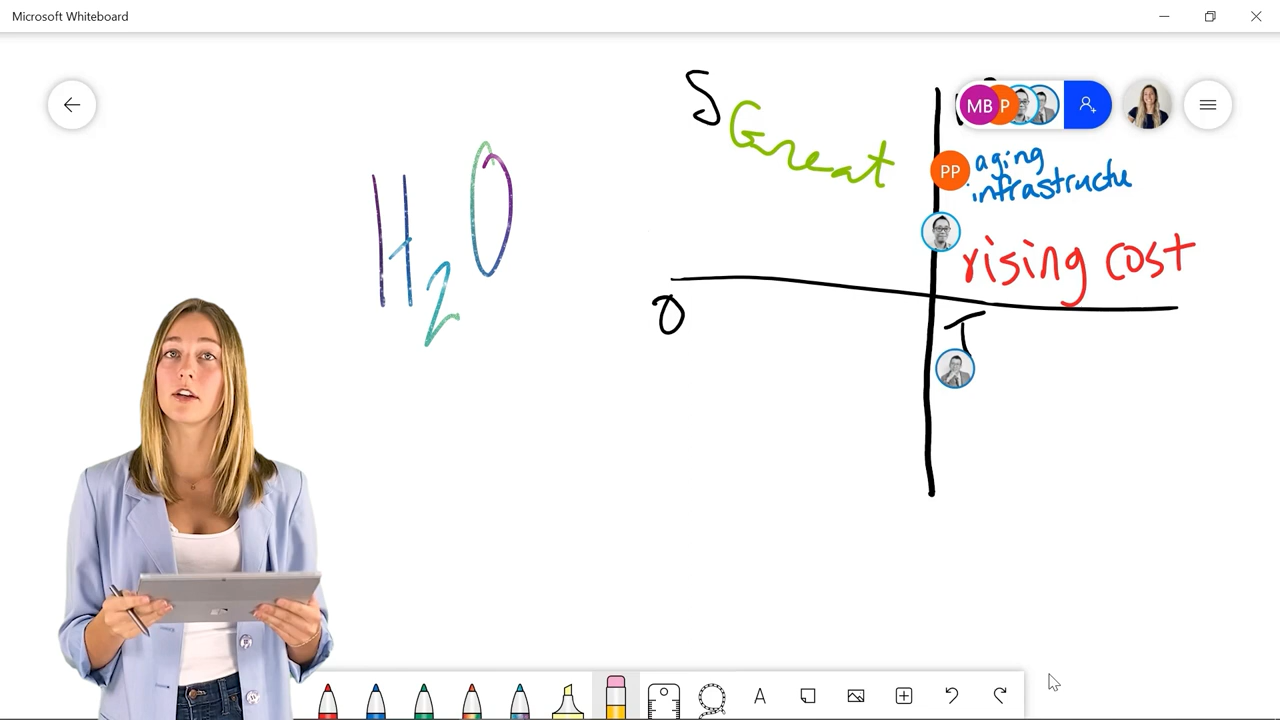 Microsoft Whiteboard
MB
P
S
Great
H2O
PP
aging
infrastructu
rising cost
O
T
A